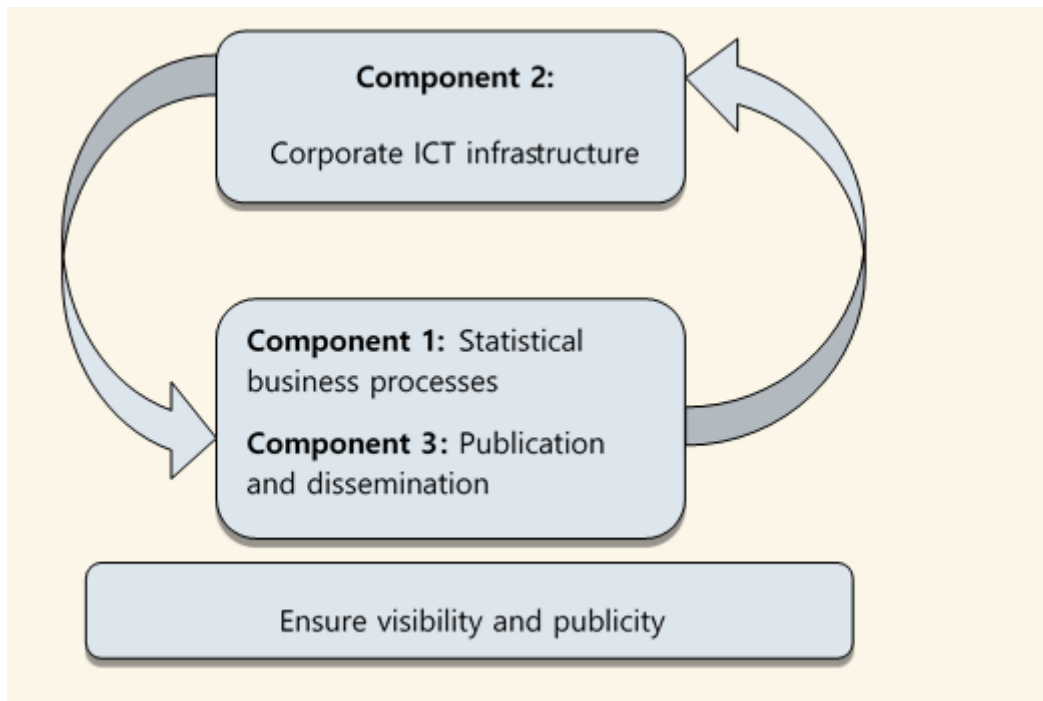 Component 2:
Corporate ICT infrastructure
Component 1: Statistical
business processes
Component 3: Publication
and dissemination
Ensure visibility and publicity